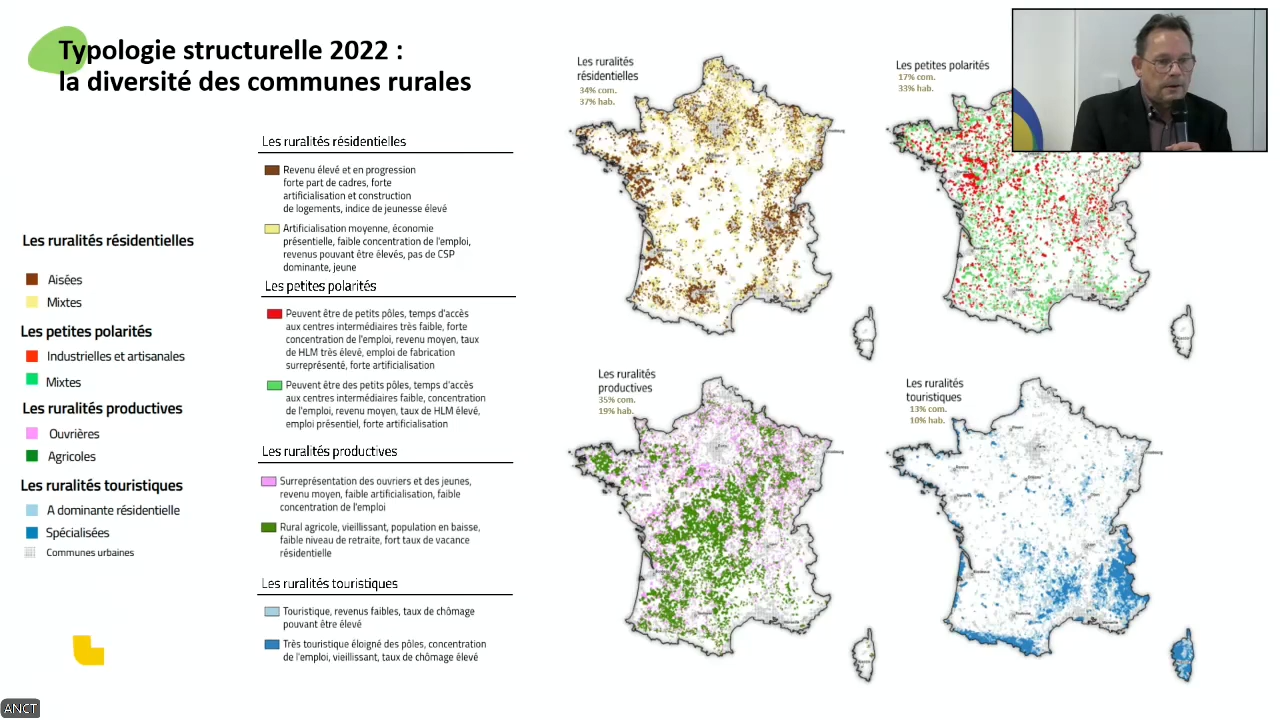 Typologie structurelle 2022 :
la diversité des communes rurales
Les ruralités résidentielles
Aisées
Mixtes
Les petites polarités
Industrielles et artisanales
Mixtes
Les ruralités productives
Ouvrières
Agricoles
Les ruralités touristiques
A dominante résidentielle
Spécialisées
Communes urbaines
Les ruralités résidentielles
Revenu élevé et en progression
forte part de cadres, forte
artificialisation et construction
de logements, indice de jeunesse élevé
Artificialisation moyenne, économie
présentielle, faible concentration de l'emploi,
revenus pouvant être élevés, pas de CSP
dominante, jeune
Les petites polarités
Peuvent être de petits pôles, temps d'accès
aux centres intermédiaires très faible, forte
concentration de l'emploi, revenu moyen, taux
de HLM très élevé, emploi de fabrication
surreprésenté, forte artificialisation
Peuvent être des petits pôles, temps d'accès
aux centres intermédiaires faible, concentration
de l'emploi, revenu moyen, taux de HLM élevé,
emploi présentiel, forte artificialisation
Les ruralités productives
Surreprésentation des ouvriers et des jeunes,
revenu moyen, faible artificialisation, faible
concentration de l'emploi
Rural agricole, vieillissant, population en baisse,
faible niveau de retraite, fort taux de vacance
résidentielle
Les ruralités touristiques
Touristique, revenus faibles, taux de chômage
pouvant être élevé
Très touristique éloigné des pôles, concentration
de l'emploi, vieillissant, taux de chômage élevé
Les ruralités
résidentielles
34% com.
37% hab.
Les petites polarités
17% com.
33% hab.
Les ruralités
productives
35% com.
19% hab.
Les ruralités
touristiques
13% com.
10% hab.
ANCT